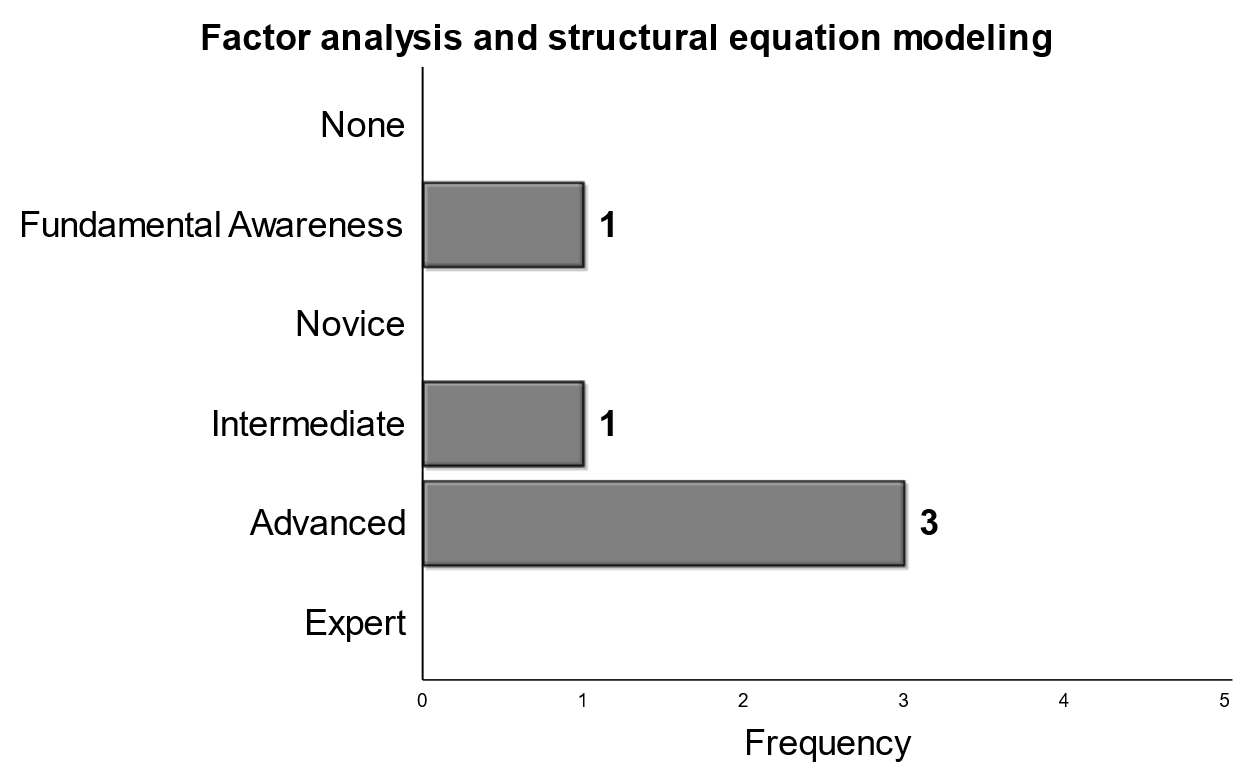 Factor analysis and structural equation modeling
None
Fundamental Awareness 1
Novice
Intermediate 1
Advanced 3
Expert
0 1 2 3 4 5
Frequency